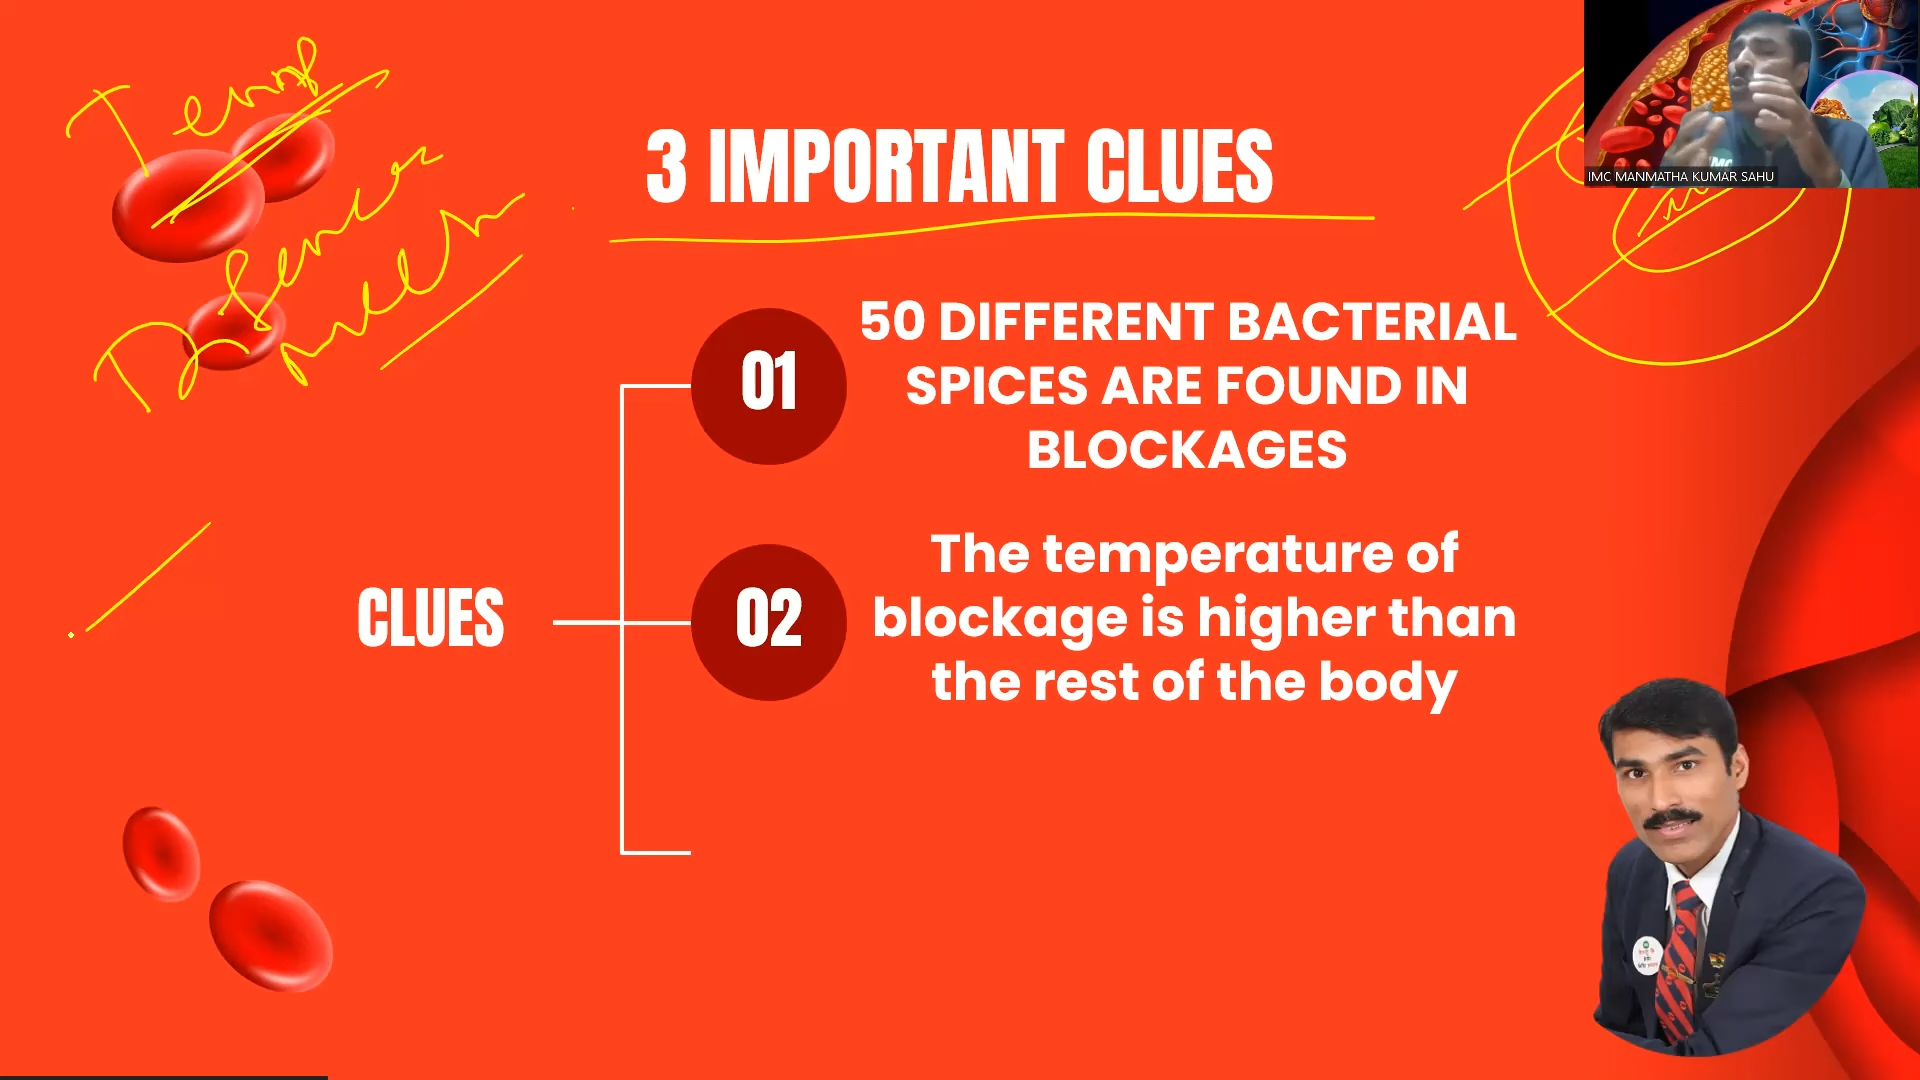 Temp
IMC MANMATHA KUMAR SAHU
3 IMPORTANT CLUES
01
50 DIFFERENT BACTERIAL
SPICES ARE FOUND IN
BLOCKAGES
CLUES
02
The temperature of
blockage is higher than
the rest of the body